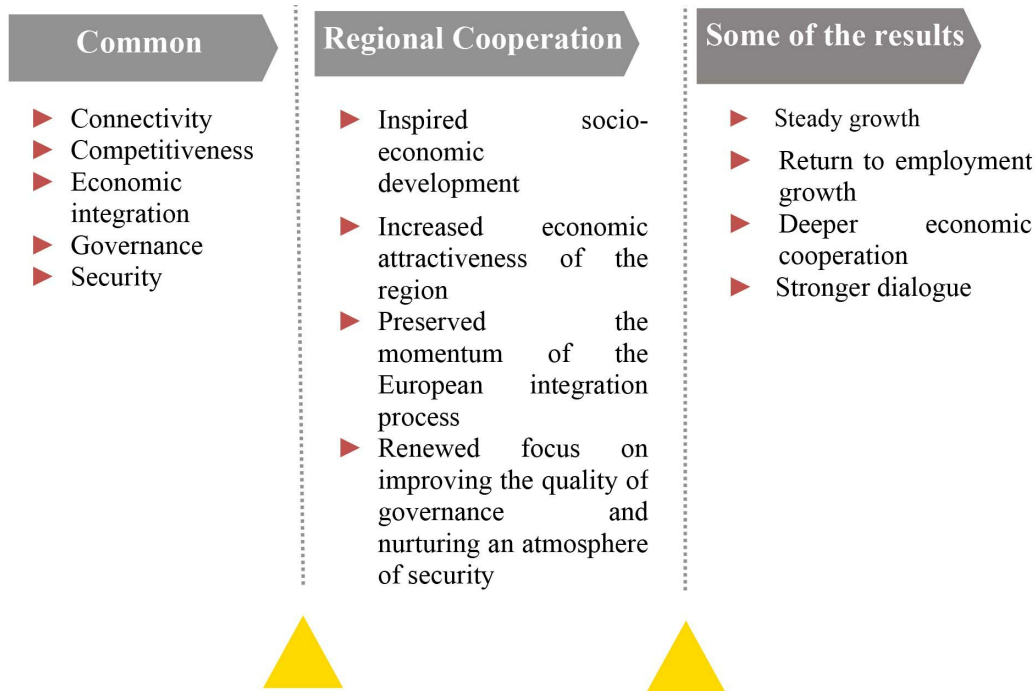 Common
Connectivity
Competitiveness
Economic
integration
Governance
Security
Regional Cooperation
Inspired socio-
economic
development
Increased economic
attractiveness of the
region
Preserved the
momentum of the
European integration
process
Renewed focus on
improving the quality of
governance and
nurturing an atmosphere
of security
Some of the results
Steady growth
Return to employment
growth
Deeper economic
cooperation
Stronger dialogue